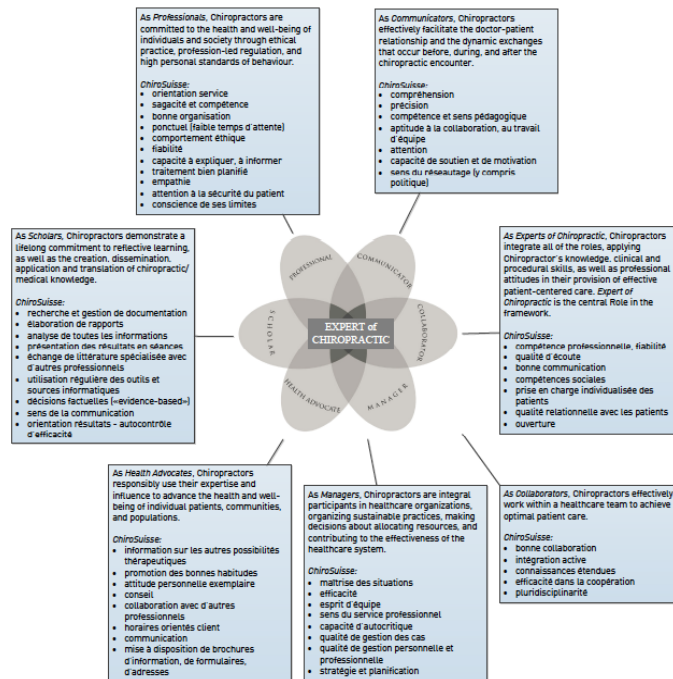 As Professionals, Chiropractors are
committed to the health and well-being of
individuals and society through ethical
practice, profession-led regulation, and
high personal standards of behaviour.
ChiroSuisse:
• orientation service
• sagacité et compétence
• bonne organisation
• ponctuel (faible temps d'attente)
• comportement éthique
• fiabilité
• capacité à expliquer, à informer
• traitement bien planifié
• empathie
• attention à la sécurité du patient
• conscience de ses limites
As Communicators, Chiropractors
effectively facilitate the doctor-patient
relationship and the dynamic exchanges
that occur before, during, and after the
chiropractic encounter.
ChiroSuisse:
• compréhension
• précision
• compétence et sens pédagogique
• aptitude à la collaboration, au travail
d'équipe
• attention
• capacité de soutien et de motivation
• sens du réseautage (y compris
politique)
As Scholars, Chiropractors demonstrate a
lifelong commitment to reflective learning,
as well as the creation, dissemination,
application and translation of chiropractic/
medical knowledge.
ChiroSuisse:
• recherche et gestion de documentation
• élaboration de rapports
• analyse de toutes les informations
• présentation des résultats en séances
• échange de littérature spécialisée avec
d'autres professionnels
• utilisation régulière des outils et
sources informatiques
• décisions factuelles («evidence-based»)
• sens de la communication
• orientation résultats - autocontrôle
d'efficacité
PROFESSIONAL
COMMUNICATOR
SCHOLAR
EXPERT of
CHIROPRACTIC
COLLABORATOR
HEALTH ADVOCATE
MANAGER
As Experts of Chiropractic, Chiropractors
integrate all of the roles, applying
Chiropractor's knowledge, clinical and
procedural skills, as well as professional
attitudes in their provision of effective
patient-centered care. Expert of
Chiropractic is the central Role in the
framework.
ChiroSuisse:
• compétence professionelle, fiabilité
• qualité d'écoute
• bonne communication
• compétences sociales
• prise en charge individualisée des
patients
• qualité relationnelle avec les patients
• ouverture
As Health Advocates, Chiropractors
responsibly use their expertise and
influence to advance the health and well-
being of individual patients, communities,
and populations.
ChiroSuisse:
• information sur les autres possibilités
thérapeutiques
• promotion des bonnes habitudes
• attitude personnelle exemplaire
• conseil
• collaboration avec d'autres
professionnels
• horaires orientés client
• communication
• mise à disposition de brochures
d'information, de formulaires,
d'adresses
As Managers, Chiropractors are integral
participants in healthcare organizations,
organizing sustainable practices, making
decisions about allocating resources, and
contributing to the effectiveness of the
healthcare system.
ChiroSuisse:
• maîtrise des situations
• efficacité
• esprit d'équipe
• sens du service professionnel
• capacité d'autocritique
• qualité de gestion des cas
• qualité de gestion personnelle et
professionnelle
• stratégie et planification
As Collaborators, Chiropractors effectively
work within a healthcare team to achieve
optimal patient care.
ChiroSuisse:
• bonne collaboration
• intégration active
• connaissances étendues
• efficacité dans la coopération
• pluridisciplinarité